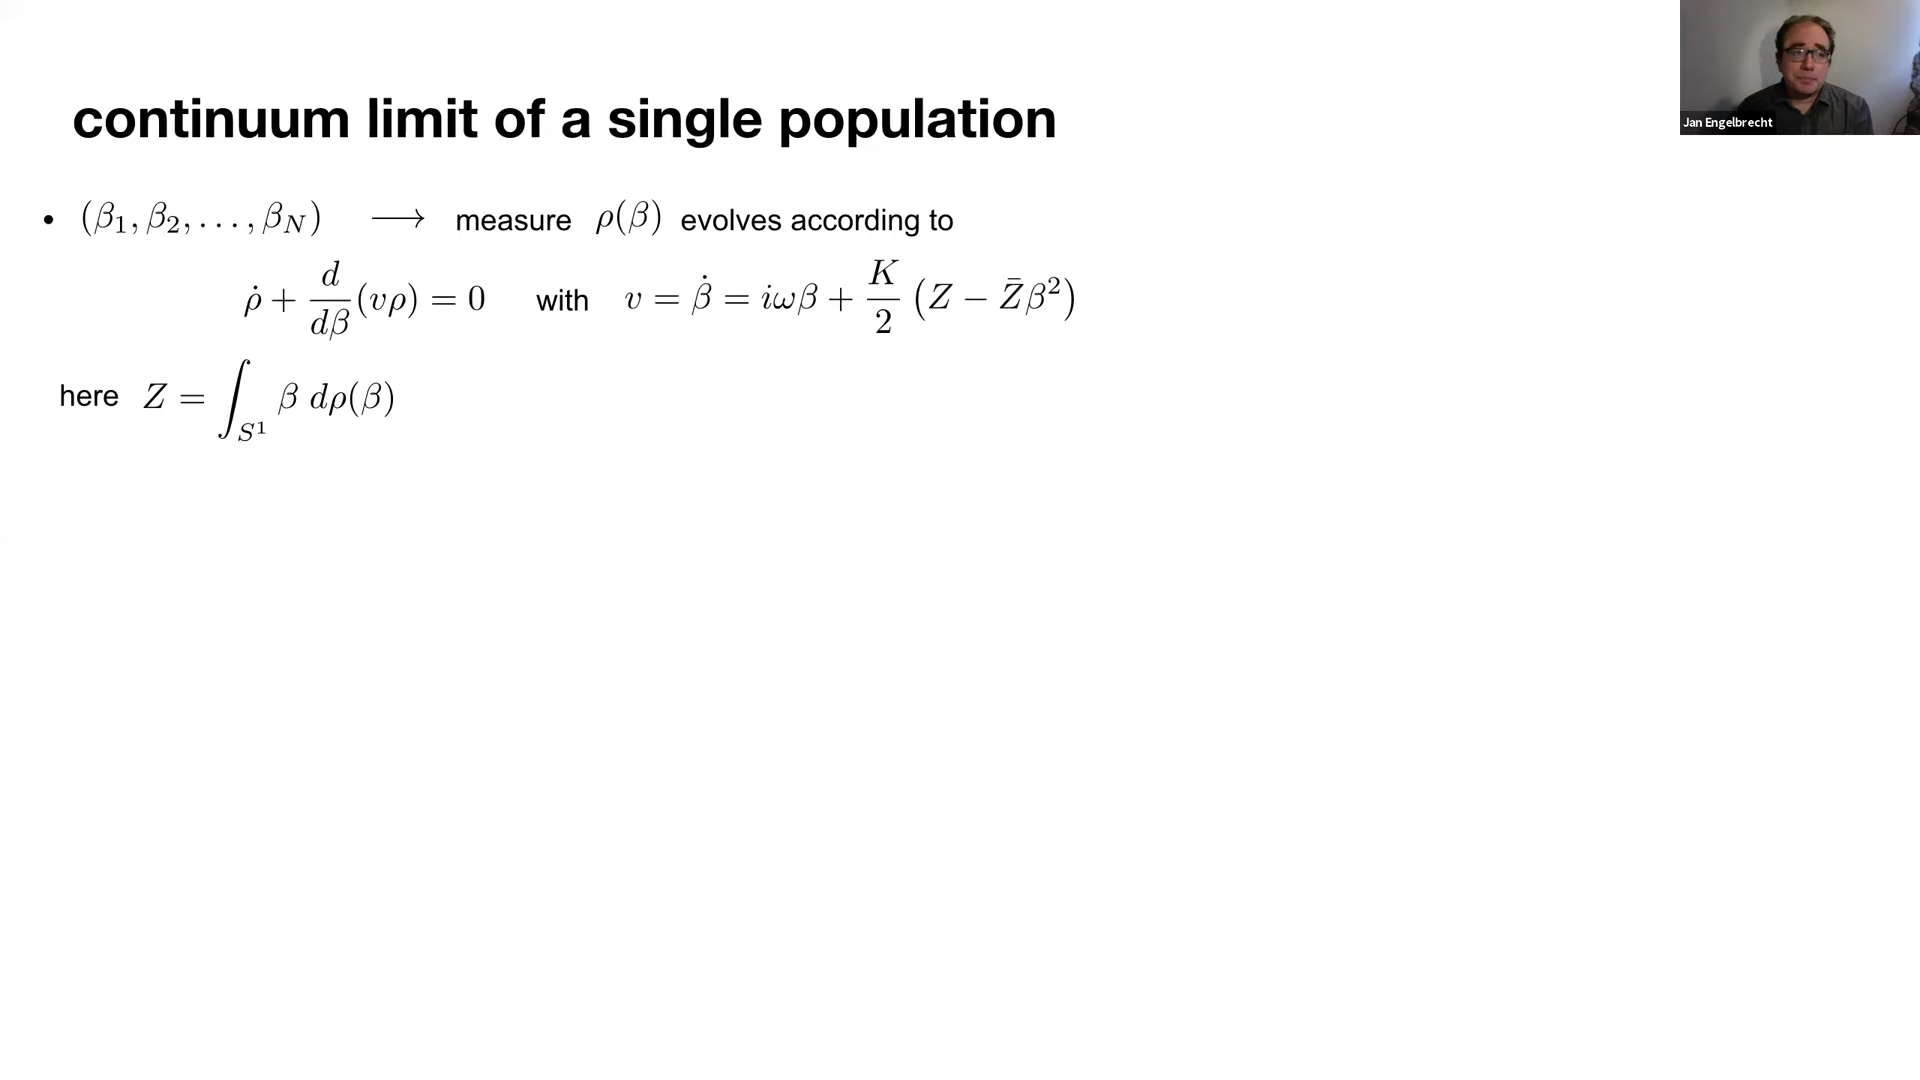 continuum limit of a single population
Jan Engelbrecht
• (β₁, β₂, . . . , β_N) ⟶ measure ρ(β) evolves according to
ρ̇ + d/dβ (vρ) = 0 with v = β̇ = iωβ + K/2 (Z − Z̄β²)
here Z = ∫_{S¹} β dρ(β)